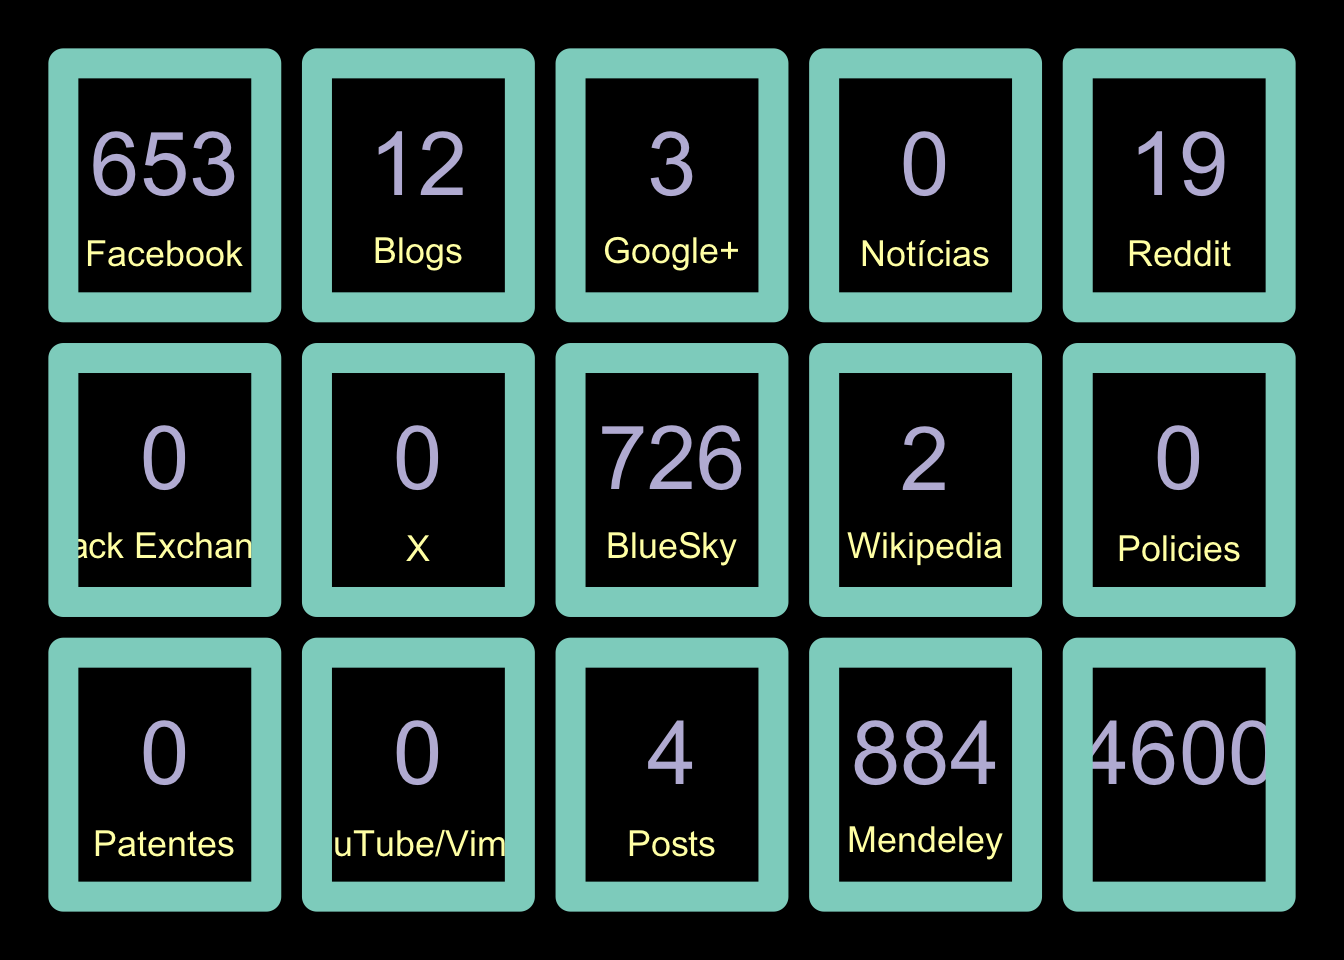 653
Facebook
12
Blogs
3
Google+
0
Notícias
19
Reddit
0
ack Exchan
0
X
726
BlueSky
2
Wikipedia
0
Policies
0
Patentes
0
uTube/Vim
4
Posts
884
Mendeley
4600